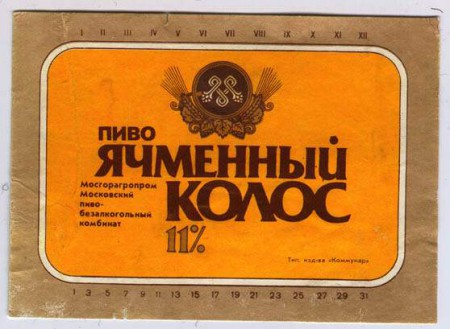 I II III IV V VI VII VIII IX X XI XII
ПИВО
ЯЧМЕННЫЙ
КОЛОС
Мосгорагропром
Московский
пиво-
безалкогольный
комбинат
11%
Тип. изд-ва «Коммунар»
1 3 5 7 9 11 13 15 17 19 21 23 25 27 29 31